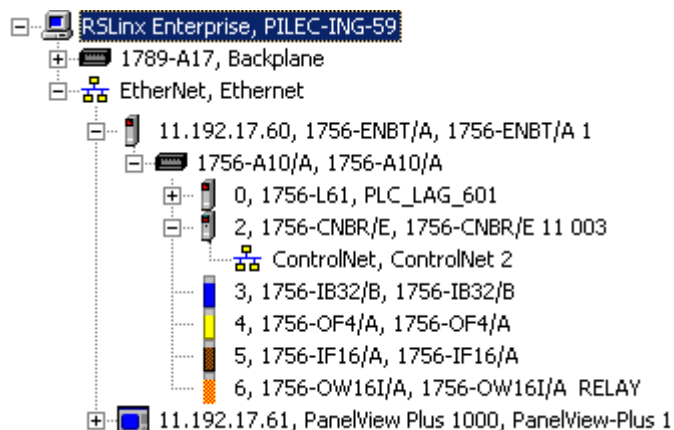 RSLinx Enterprise, PILEC-ING-59
1789-A17, Backplane
EtherNet, Ethernet
11.192.17.60, 1756-ENBT/A, 1756-ENBT/A 1
1756-A10/A, 1756-A10/A
0, 1756-L61, PLC_LAG_601
2, 1756-CNBR/E, 1756-CNBR/E 11 003
ControlNet, ControlNet 2
3, 1756-IB32/B, 1756-IB32/B
4, 1756-OF4/A, 1756-OF4/A
5, 1756-IF16/A, 1756-IF16/A
6, 1756-OW16I/A, 1756-OW16I/A RELAY
11.192.17.61, PanelView Plus 1000, PanelView-Plus 1